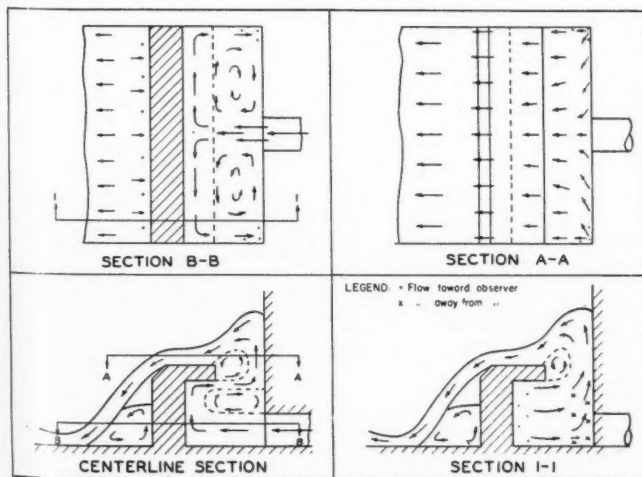 SECTION B-B
SECTION A-A
I I
LEGEND: • Flow toward observer
x „ away from „
A A
B B
CENTERLINE SECTION
SECTION I-I